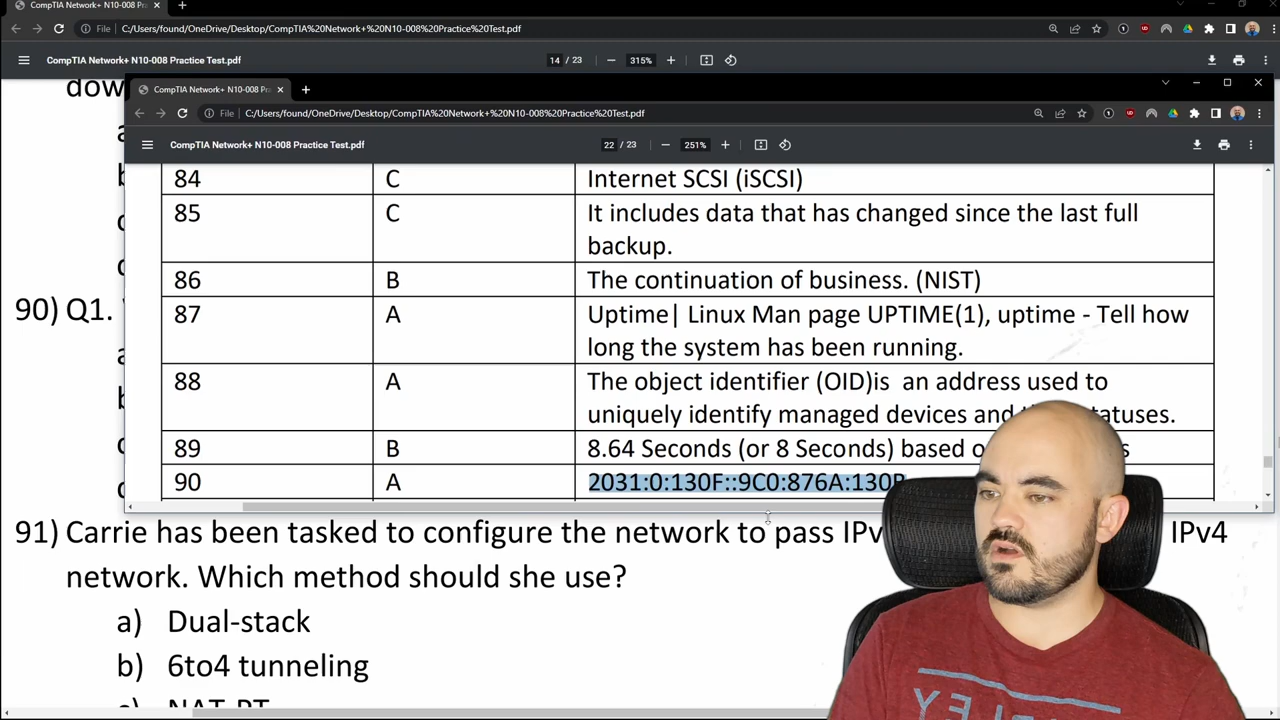 CompTIA Network+ N10-008 Pra
File C:/Users/found/OneDrive/Desktop/CompTIA%20Network+%20N10-008%20Practice%20Test.pdf
CompTIA Network+ N10-008 Practice Test.pdf 14 / 23 315%
dow
CompTIA Network+ N10-008 Pra
File C:/Users/found/OneDrive/Desktop/CompTIA%20Network+%20N10-008%20Practice%20Test.pdf
CompTIA Network+ N10-008 Practice Test.pdf 22 / 23 251%
84 C Internet SCSI (iSCSI)
85 C It includes data that has changed since the last full
backup.
86 B The continuation of business. (NIST)
87 A Uptime| Linux Man page UPTIME(1), uptime - Tell how
long the system has been running.
88 A The object identifier (OID)is an address used to
uniquely identify managed devices and
89 B 8.64 Seconds (or 8 Seconds) based
90 A 2031:0:130F::9C0:876A:130B
90) Q1.
91) Carrie has been tasked to configure the network to pass IPv IPv4
network. Which method should she use?
a) Dual-stack
b) 6to4 tunneling
c) NAT-PT